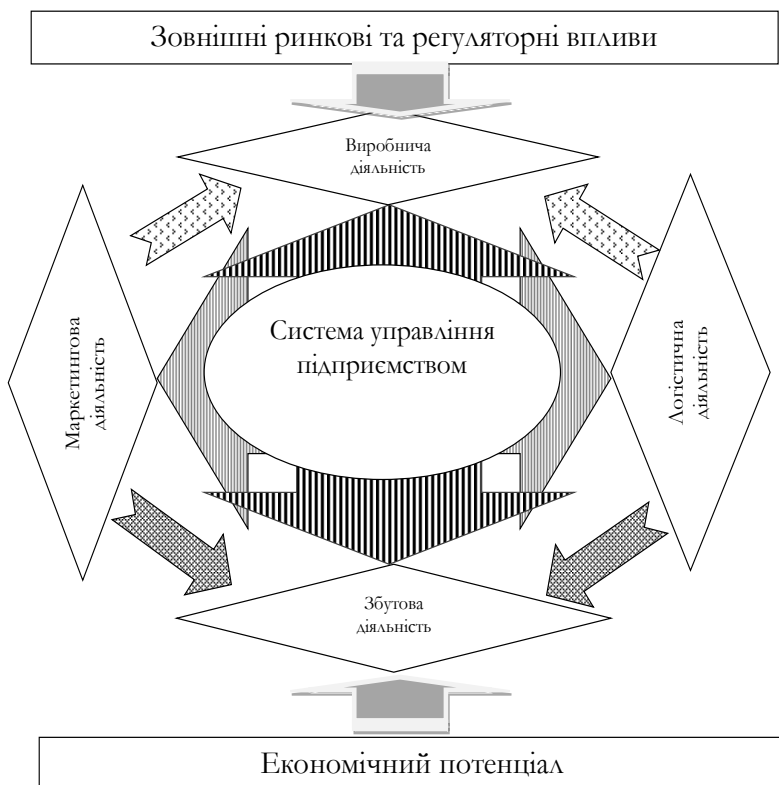 Зовнішні ринкові та регуляторні впливи
Виробнича
діяльність
Маркетингова
діяльність
Система управління
підприємством
Логістична
діяльність
Збутова
діяльність
Економічний потенціал